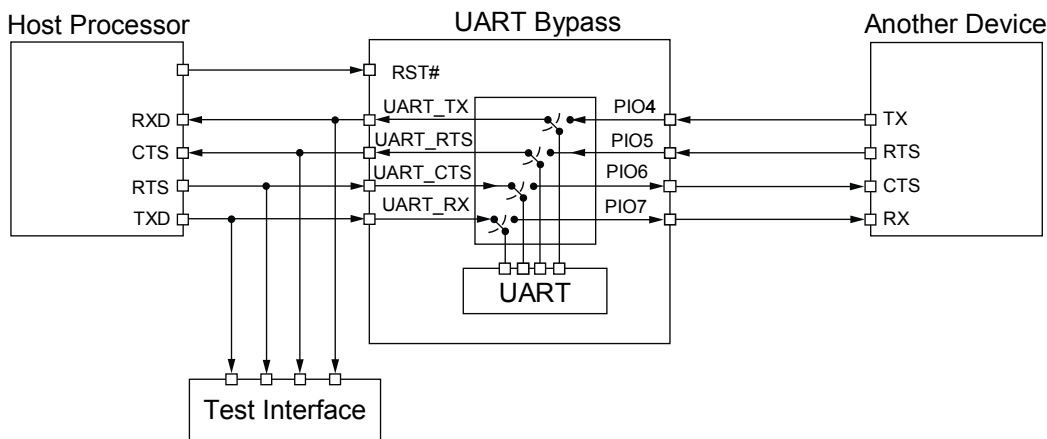 Host Processor
UART Bypass
Another Device
RST#
RXD
UART_TX
PIO4
TX
CTS
UART_RTS
PIO5
RTS
RTS
UART_CTS
PIO6
CTS
TXD
UART_RX
PIO7
RX
UART
Test Interface